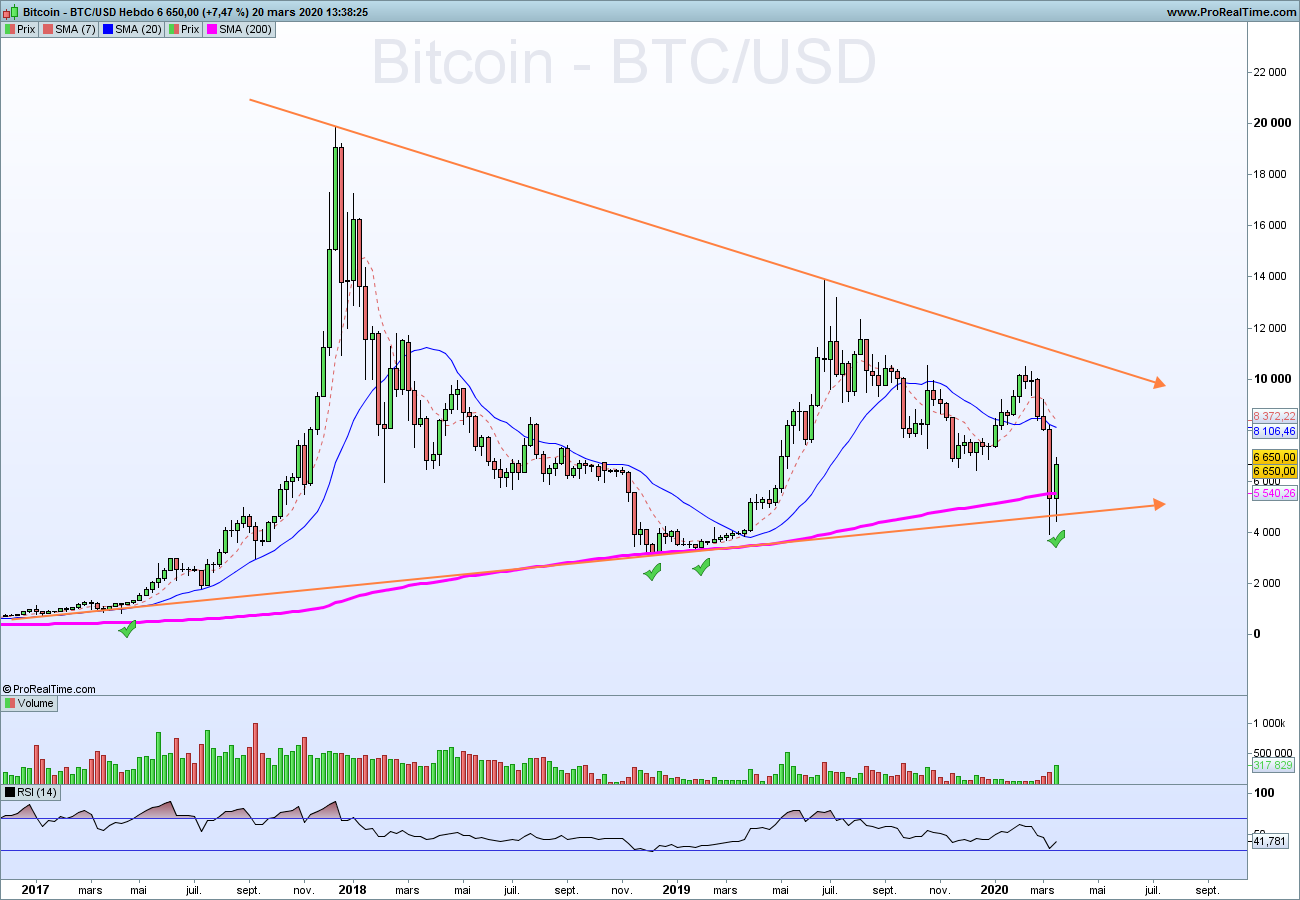 Bitcoin - BTC/USD Hebdo 6 650,00 (+7,47 %) 20 mars 2020 13:38:25 www.ProRealTime.com
Prix SMA (7) SMA (20) Prix SMA (200)
Bitcoin - BTC/USD
22 000
20 000
18 000
16 000
14 000
12 000
10 000
8 372,22
8 106,46
6 650,00
6 650,00
6 000
5 540,26
4 000
2 000
0
©ProRealTime.com
Volume
1 000k
500 000
317 829
RSI (14)
100
50
41,781
2017 mars mai juil. sept. nov. 2018 mars mai juil. sept. nov. 2019 mars mai juil. sept. nov. 2020 mars mai juil. sept.